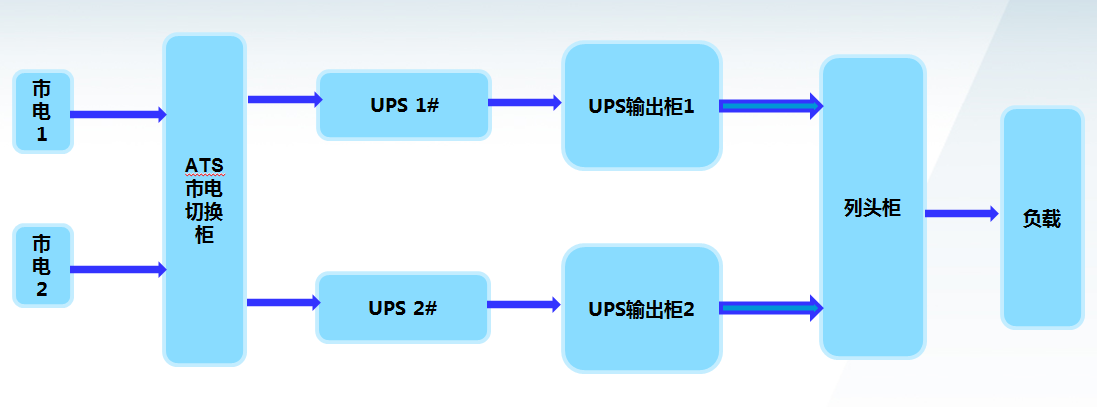 市
电
1
市
电
2
ATS
市电
切换
柜
UPS 1#
UPS 2#
UPS输出柜1
UPS输出柜2
列头柜
负载